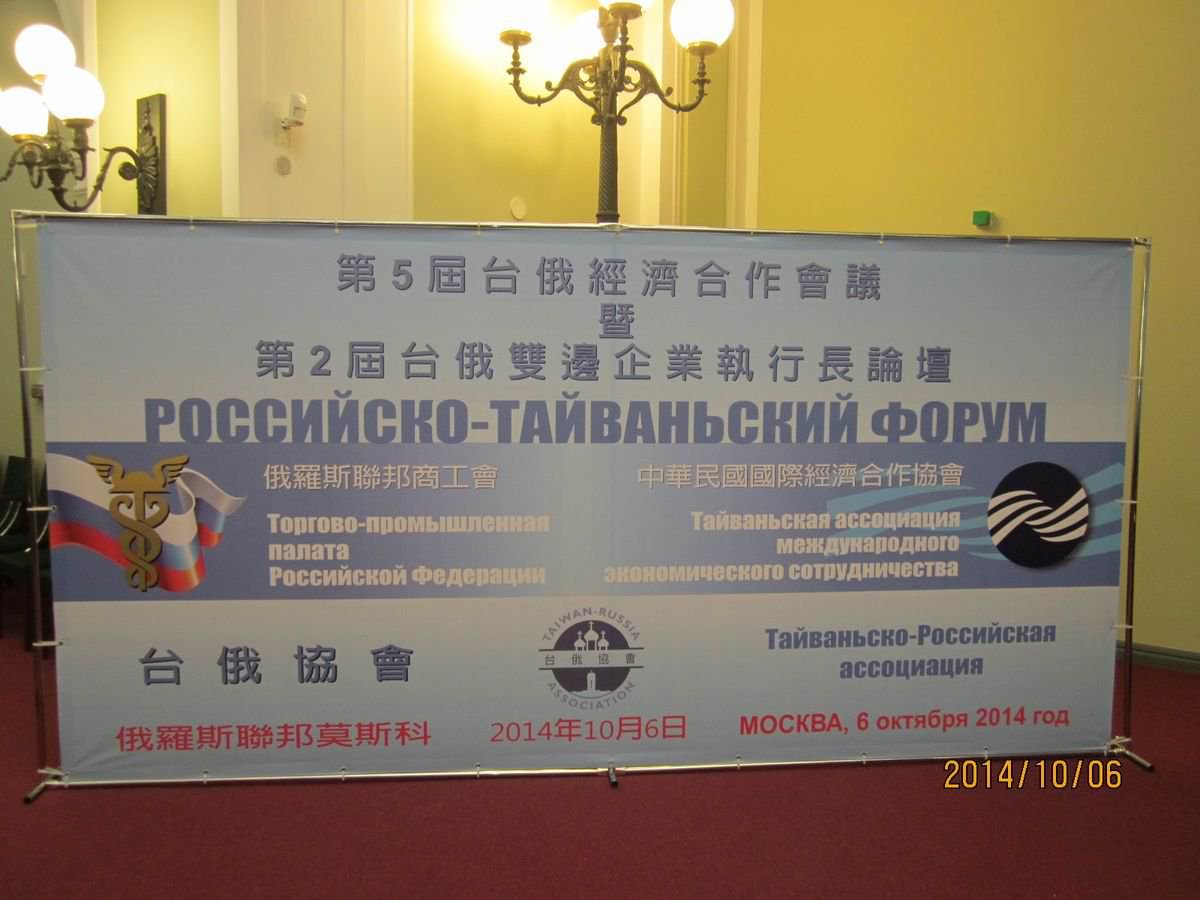 第5屆台俄經濟合作會議
暨
第2屆台俄雙邊企業執行長論壇
РОССИЙСКО-ТАЙВАНЬСКИЙ ФОРУМ
俄羅斯聯邦商工會
Торгово-промышленная
палата
Российской Федерации
中華民國國際經濟合作協會
Тайваньская ассоциация
международного
экономического сотрудничества
台俄協會
TAIWAN-RUSSIA
台俄協會
ASSOCIATION
Тайваньско-Российская
ассоциация
俄羅斯聯邦莫斯科
2014年10月6日
МОСКВА, 6 октября 2014 год
2014/10/06